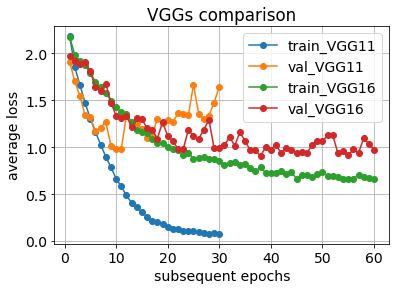 VGGs comparison
train_VGG11
val_VGG11
train_VGG16
val_VGG16
average loss
2.0
1.5
1.0
0.5
0.0
0
10
20
30
40
50
60
subsequent epochs